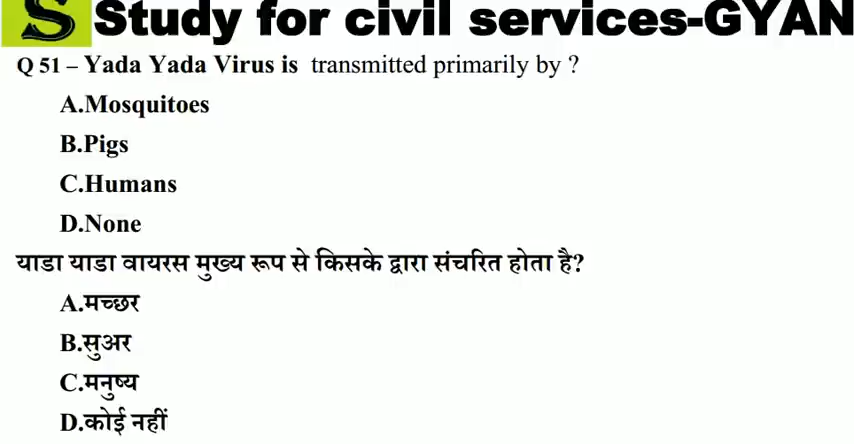 S Study for civil services-GYAN
Q 51 – Yada Yada Virus is transmitted primarily by ?
A.Mosquitoes
B.Pigs
C.Humans
D.None
याडा याडा वायरस मुख्य रूप से किसके द्वारा संचरित होता है?
A.मच्छर
B.सुअर
C.मनुष्य
D.कोई नहीं